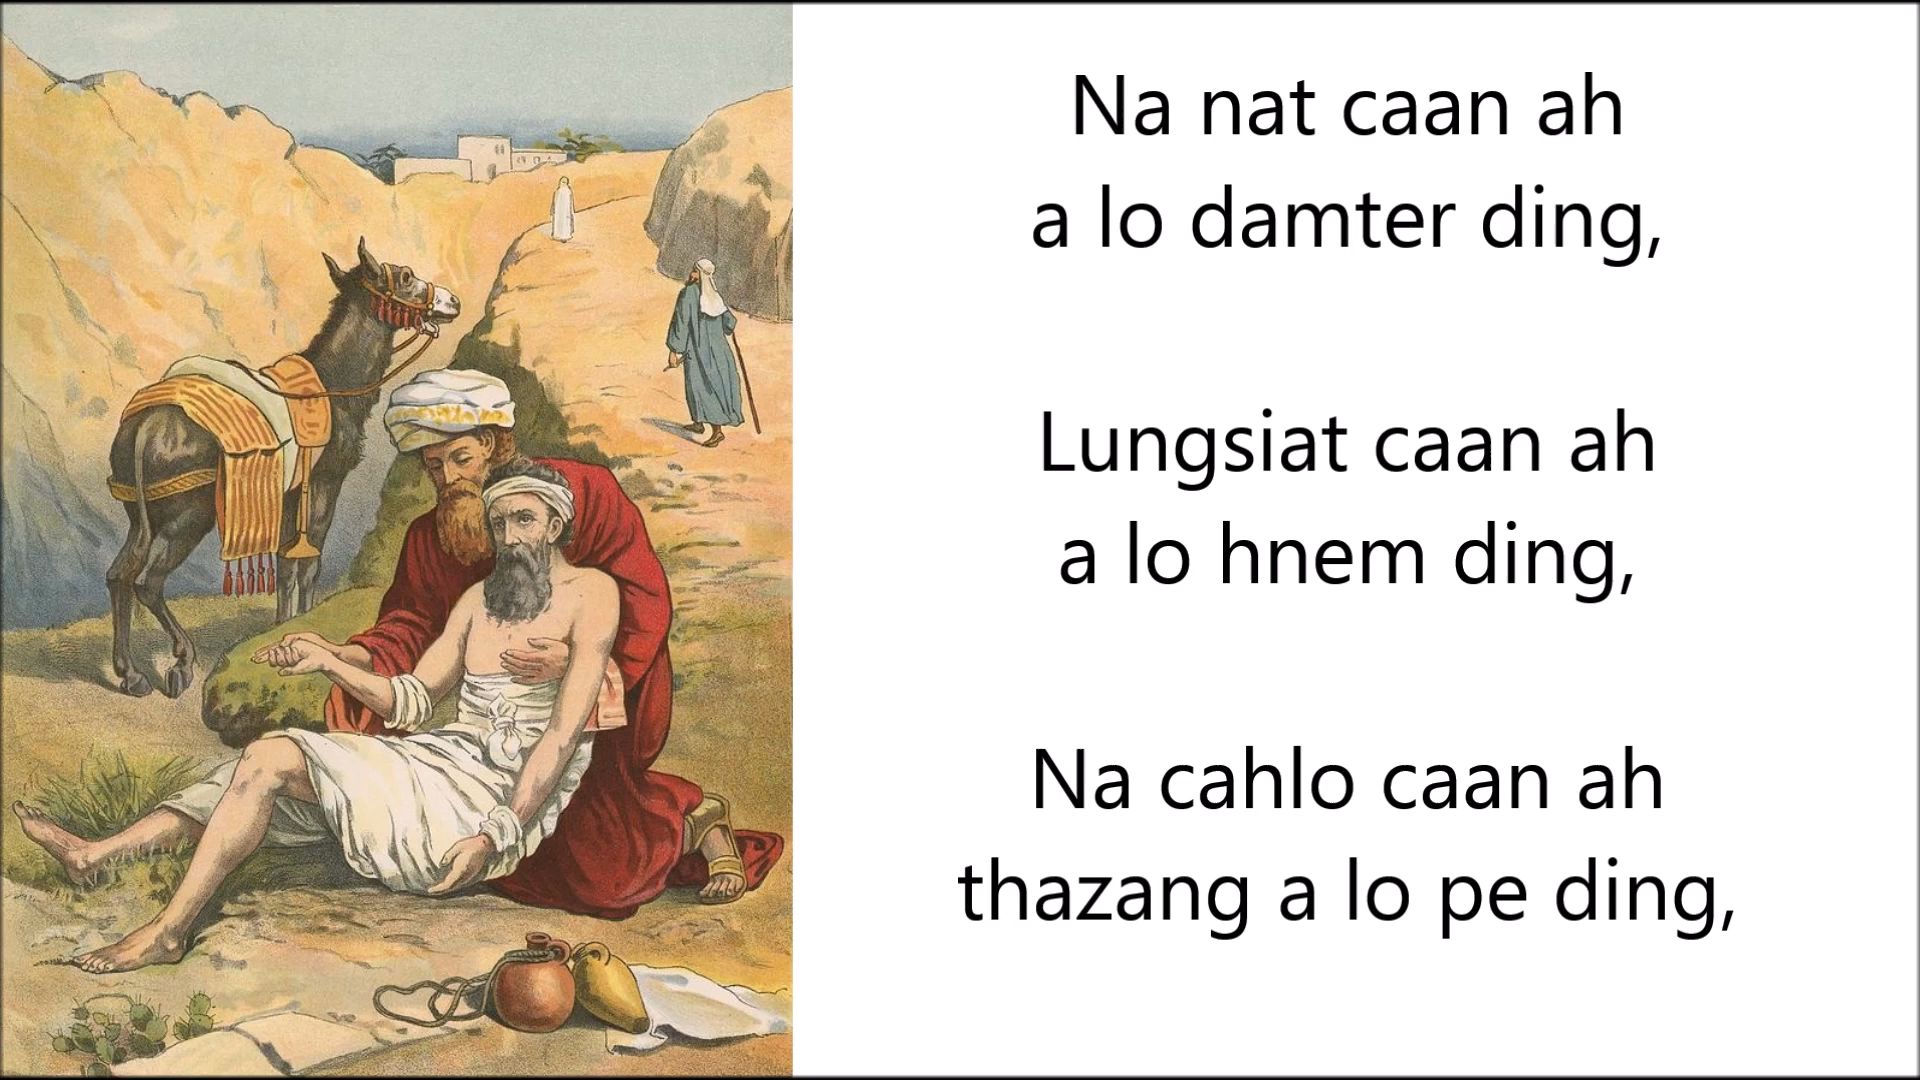 Na nat caan ah
a lo damter ding,
Lungsiat caan ah
a lo hnem ding,
Na cahlo caan ah
thazang a lo pe ding,